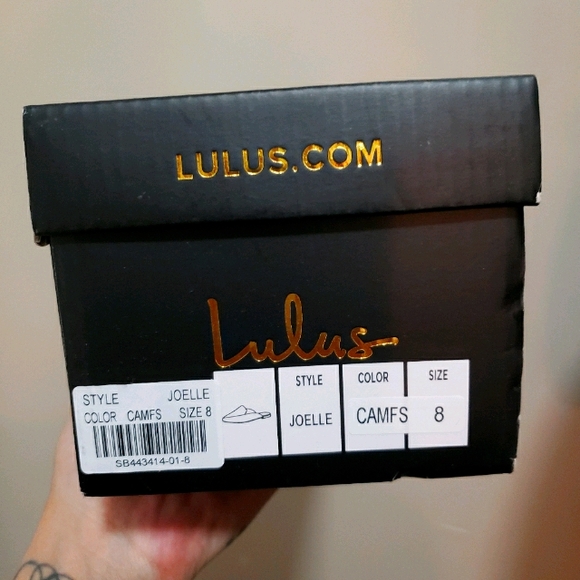 LULUS.COM
Lulus
STYLE JOELLE
COLOR CAMFS SIZE 8
SB443414-01-8
STYLE COLOR SIZE
JOELLE CAMFS 8